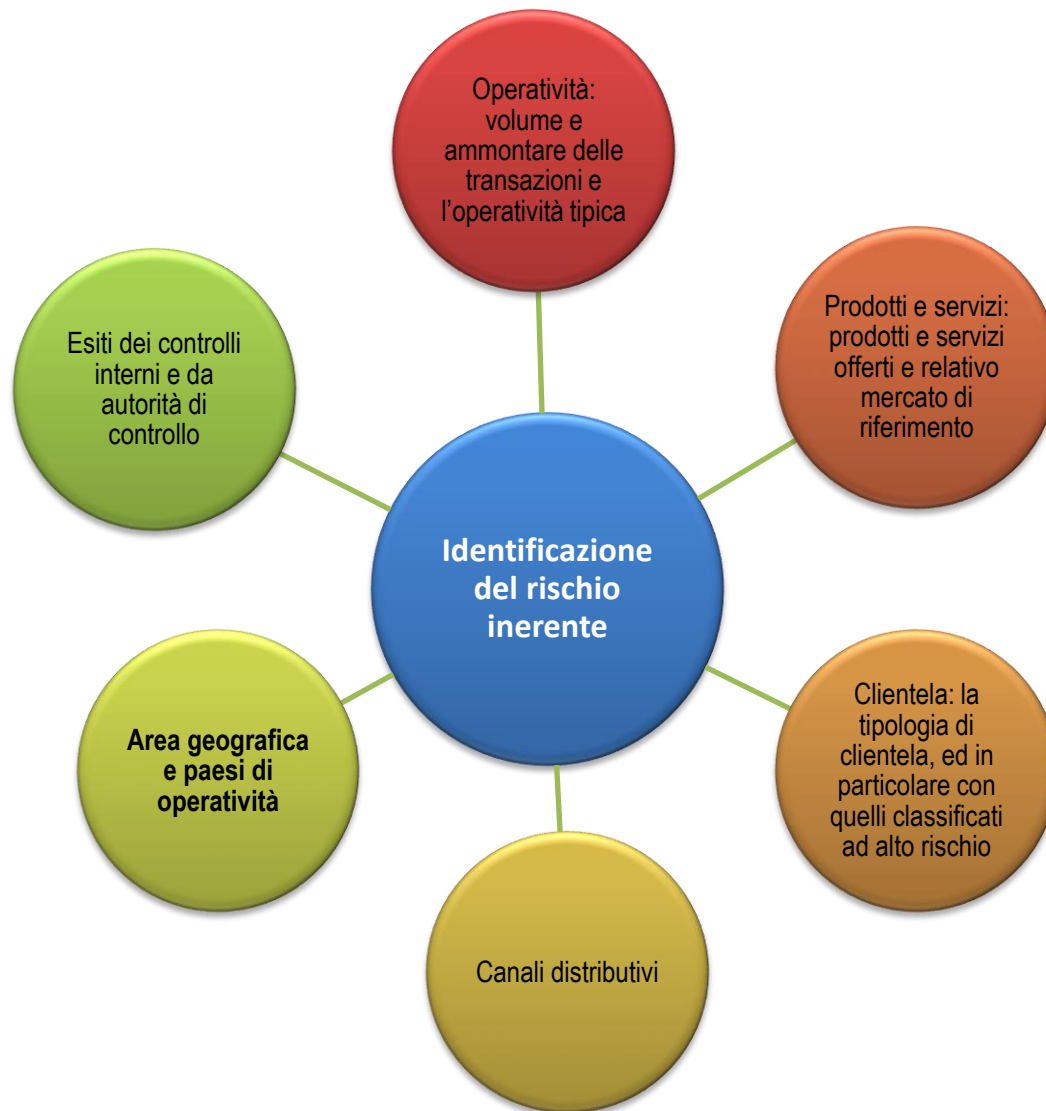 Operatività:
volume e
ammontare delle
transazioni e
l'operatività tipica
Prodotti e servizi:
prodotti e servizi
offerti e relativo
mercato di
riferimento
Clientela: la
tipologia di
clientela, ed in
particolare con
quelli classificati
ad alto rischio
Canali distributivi
Area geografica
e paesi di
operatività
Esiti dei controlli
interni e da
autorità di
controllo
Identificazione
del rischio
inerente